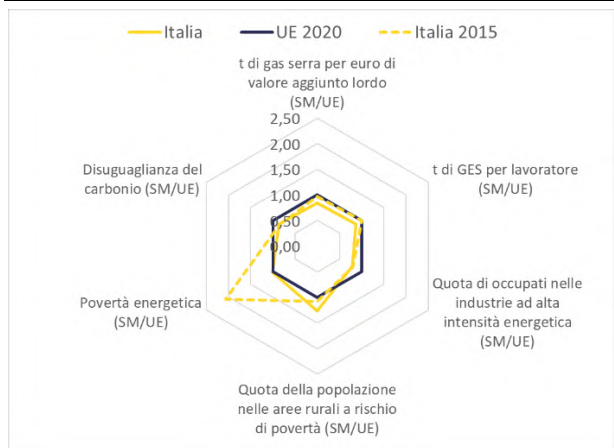 Italia
UE 2020
Italia 2015
t di gas serra per euro di
valore aggiunto lordo
(SM/UE)
2,50
2,00
1,50
1,00
0,50
0,00
Disuguaglianza del
carbonio (SM/UE)
t di GES per lavoratore
(SM/UE)
Povertà energetica
(SM/UE)
Quota di occupati nelle
industrie ad alta
intensità energetica
(SM/UE)
Quota della popolazione
nelle aree rurali a rischio
di povertà (SM/UE)